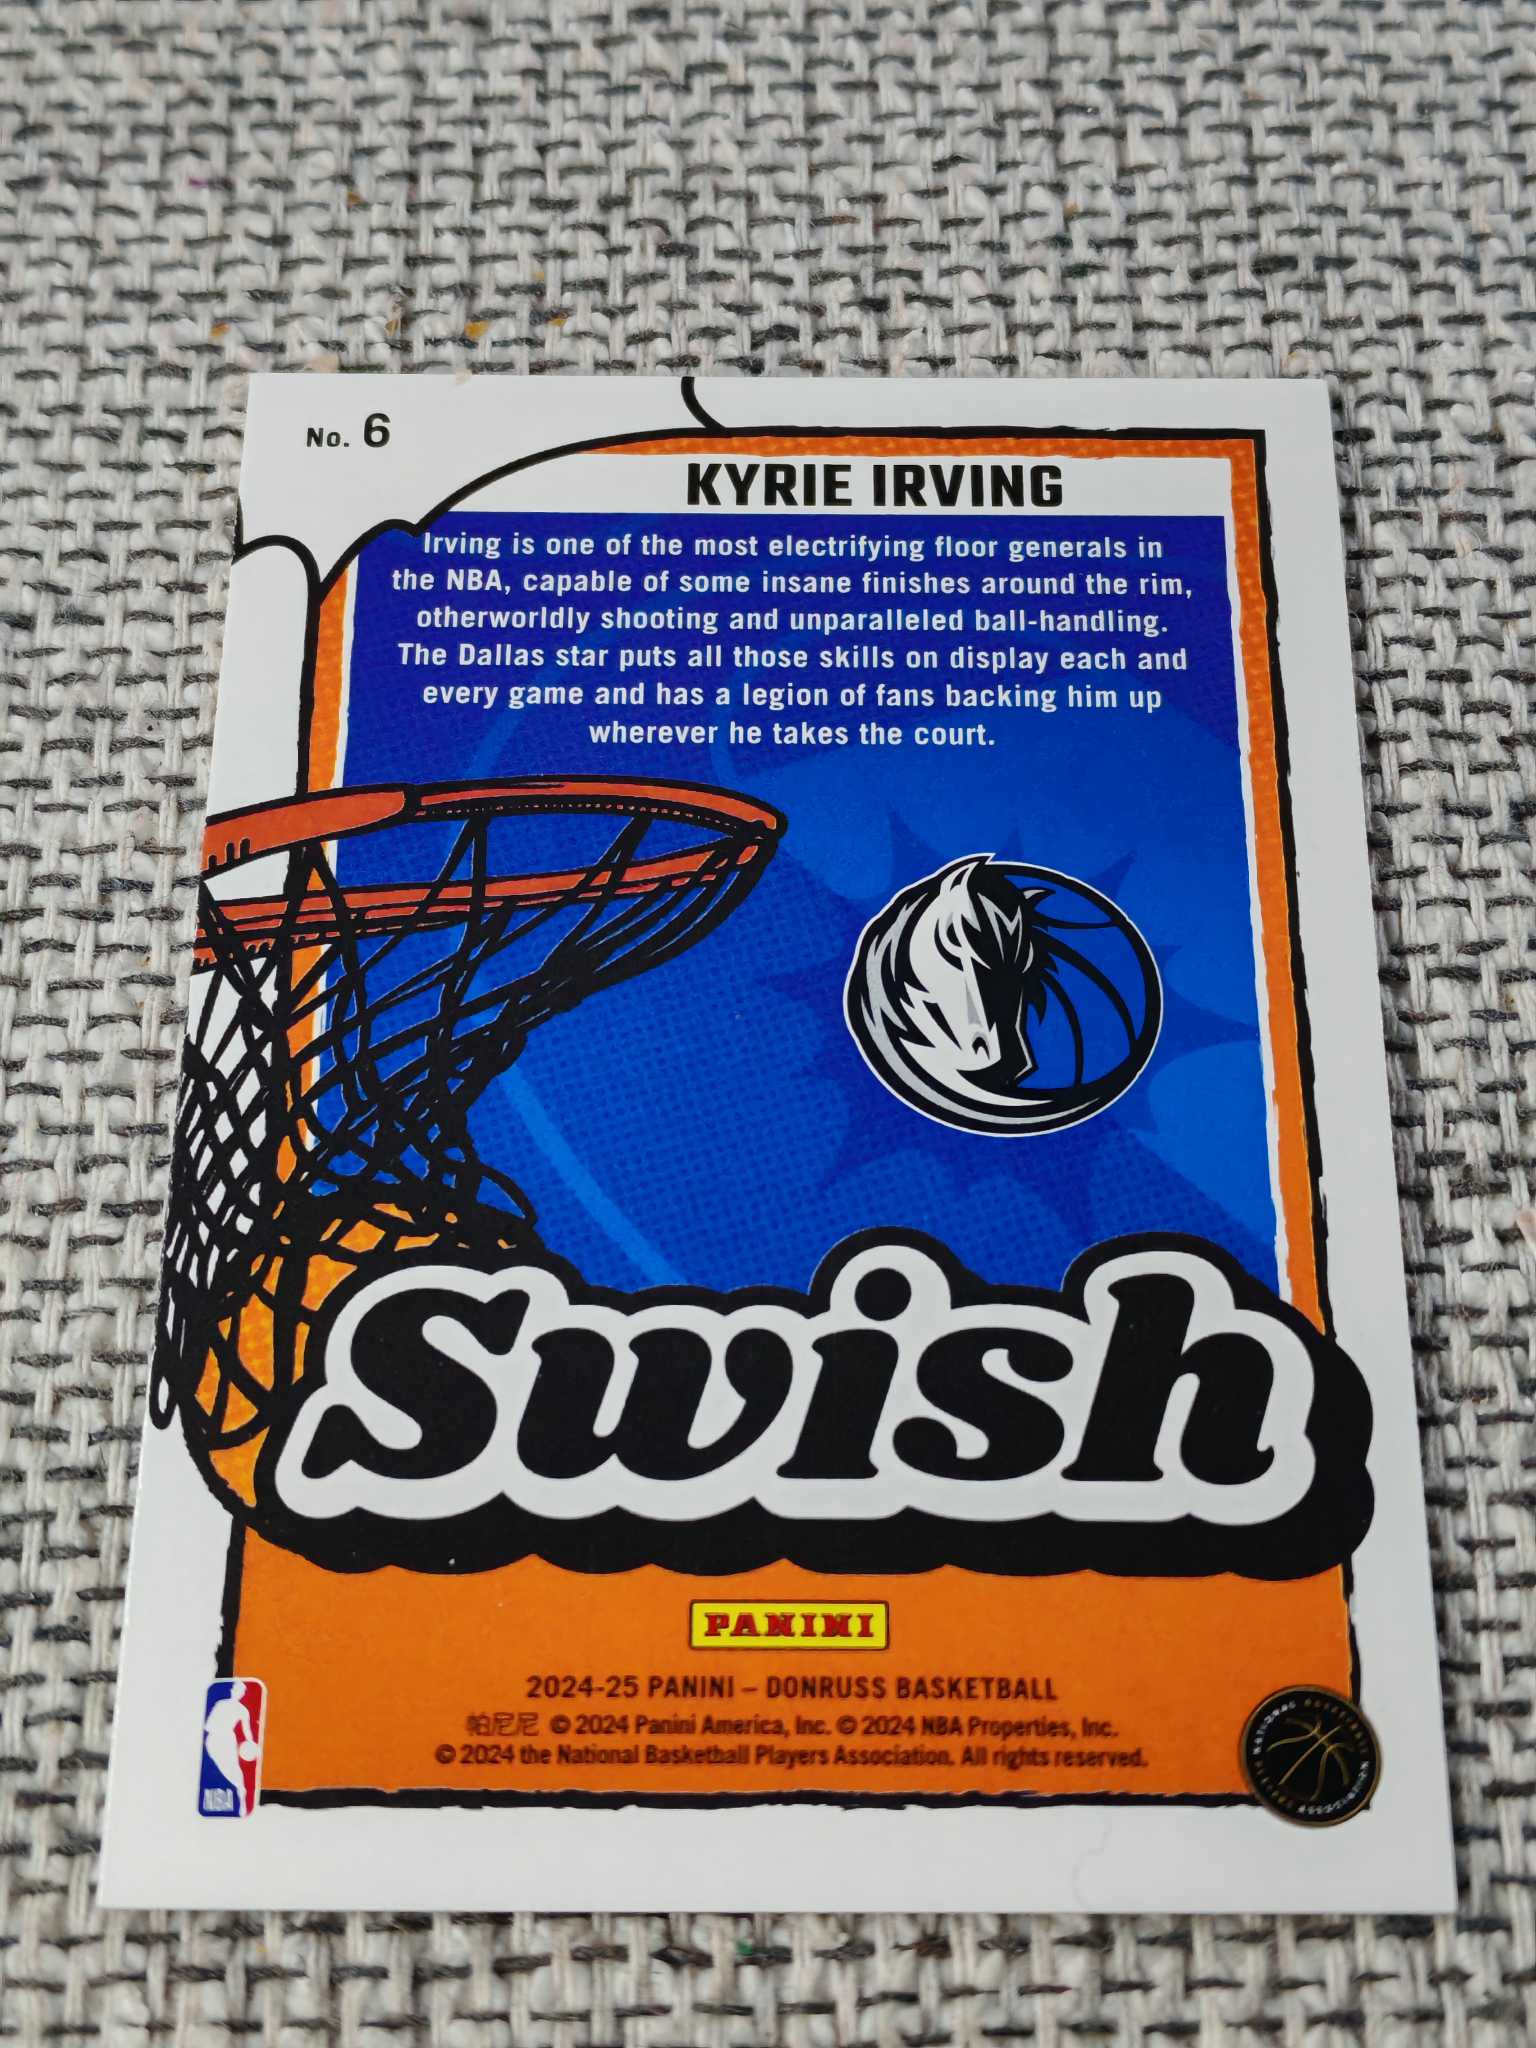 No. 6
KYRIE IRVING
Irving is one of the most electrifying floor generals in
the NBA, capable of some insane finishes around the rim,
otherworldly shooting and unparalleled ball-handling.
The Dallas star puts all those skills on display each and
every game and has a legion of fans backing him up
wherever he takes the court.
Swish
PANINI
2024-25 PANINI – DONRUSS BASKETBALL
帕尼尼 © 2024 Panini America, Inc. © 2024 NBA Properties, Inc.
© 2024 the National Basketball Players Association. All rights reserved.
NBA